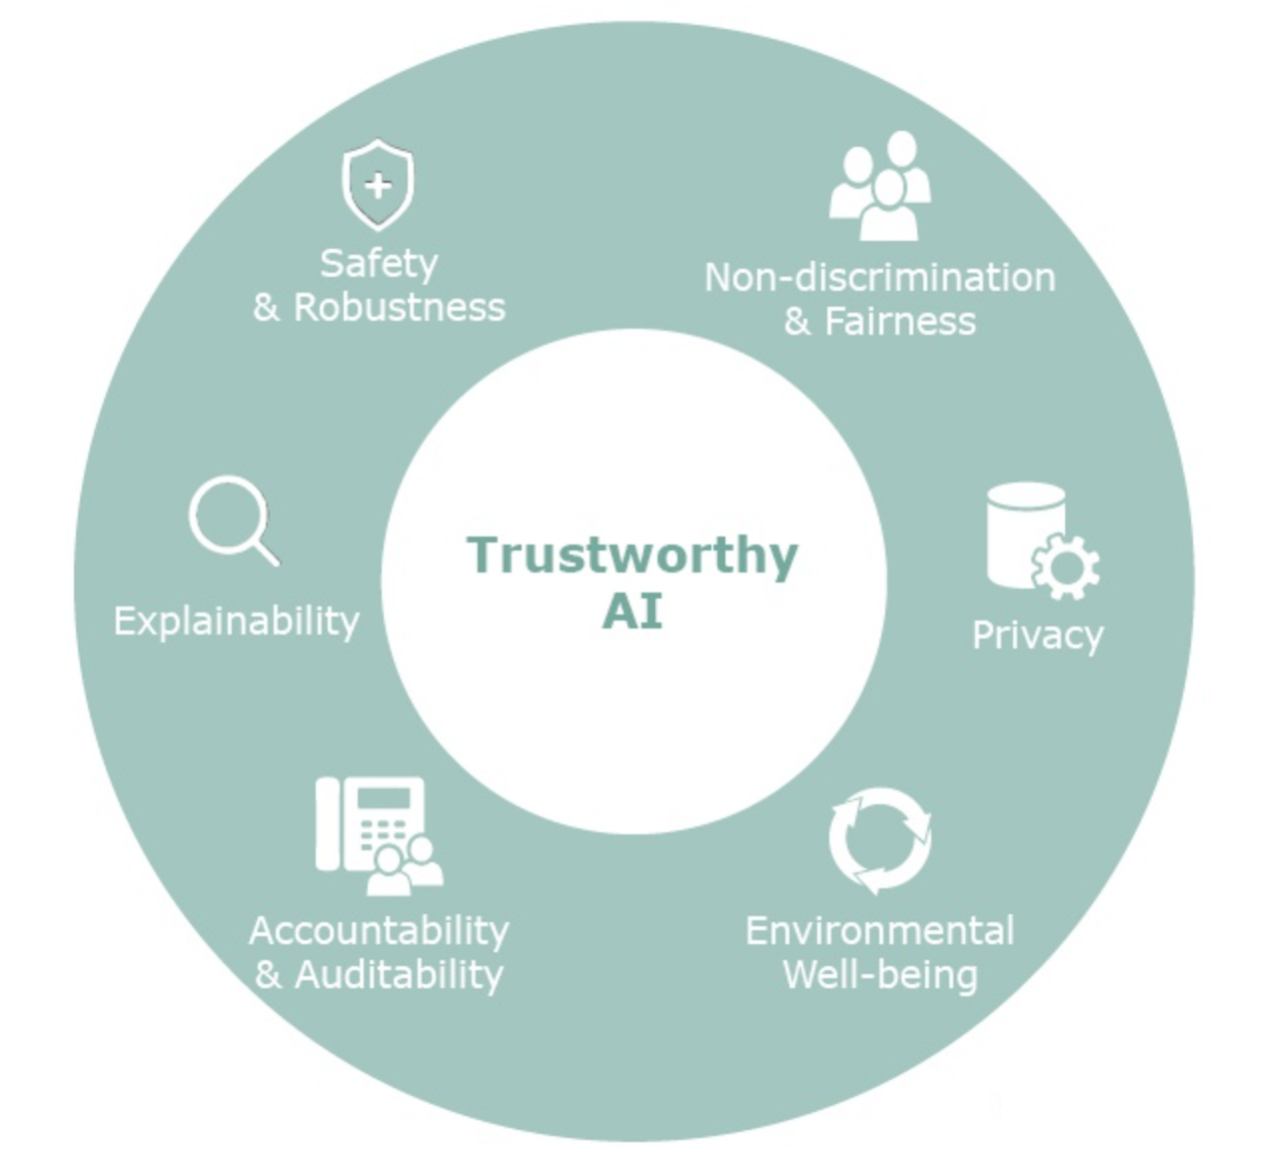 Safety
& Robustness
Non-discrimination
& Fairness
Explainability
Trustworthy
AI
Privacy
Accountability
& Auditability
Environmental
Well-being